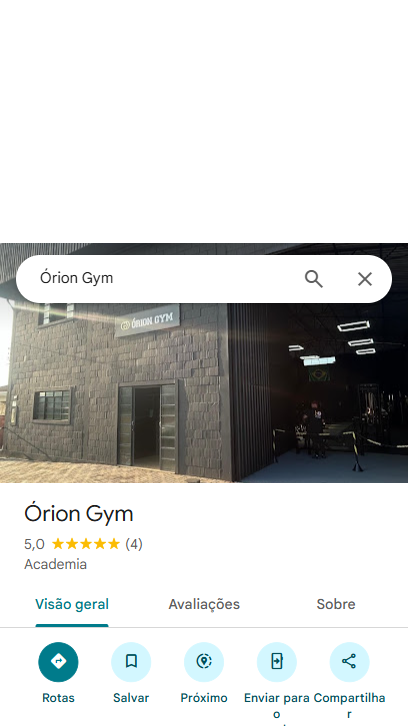 Órion Gym
ÓRION GYM
Órion Gym
5,0 (4)
Academia
Visão geral Avaliações Sobre
Rotas Salvar Próximo Enviar para o Compartilhar